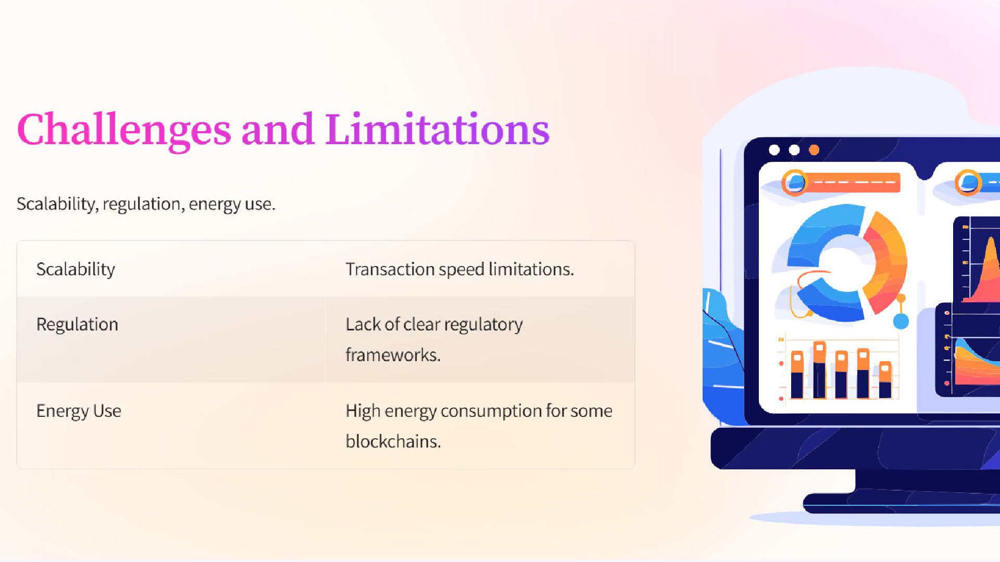 Challenges and Limitations
Scalability, regulation, energy use.
Scalability
Transaction speed limitations.
Regulation
Lack of clear regulatory
frameworks.
Energy Use
High energy consumption for some
blockchains.